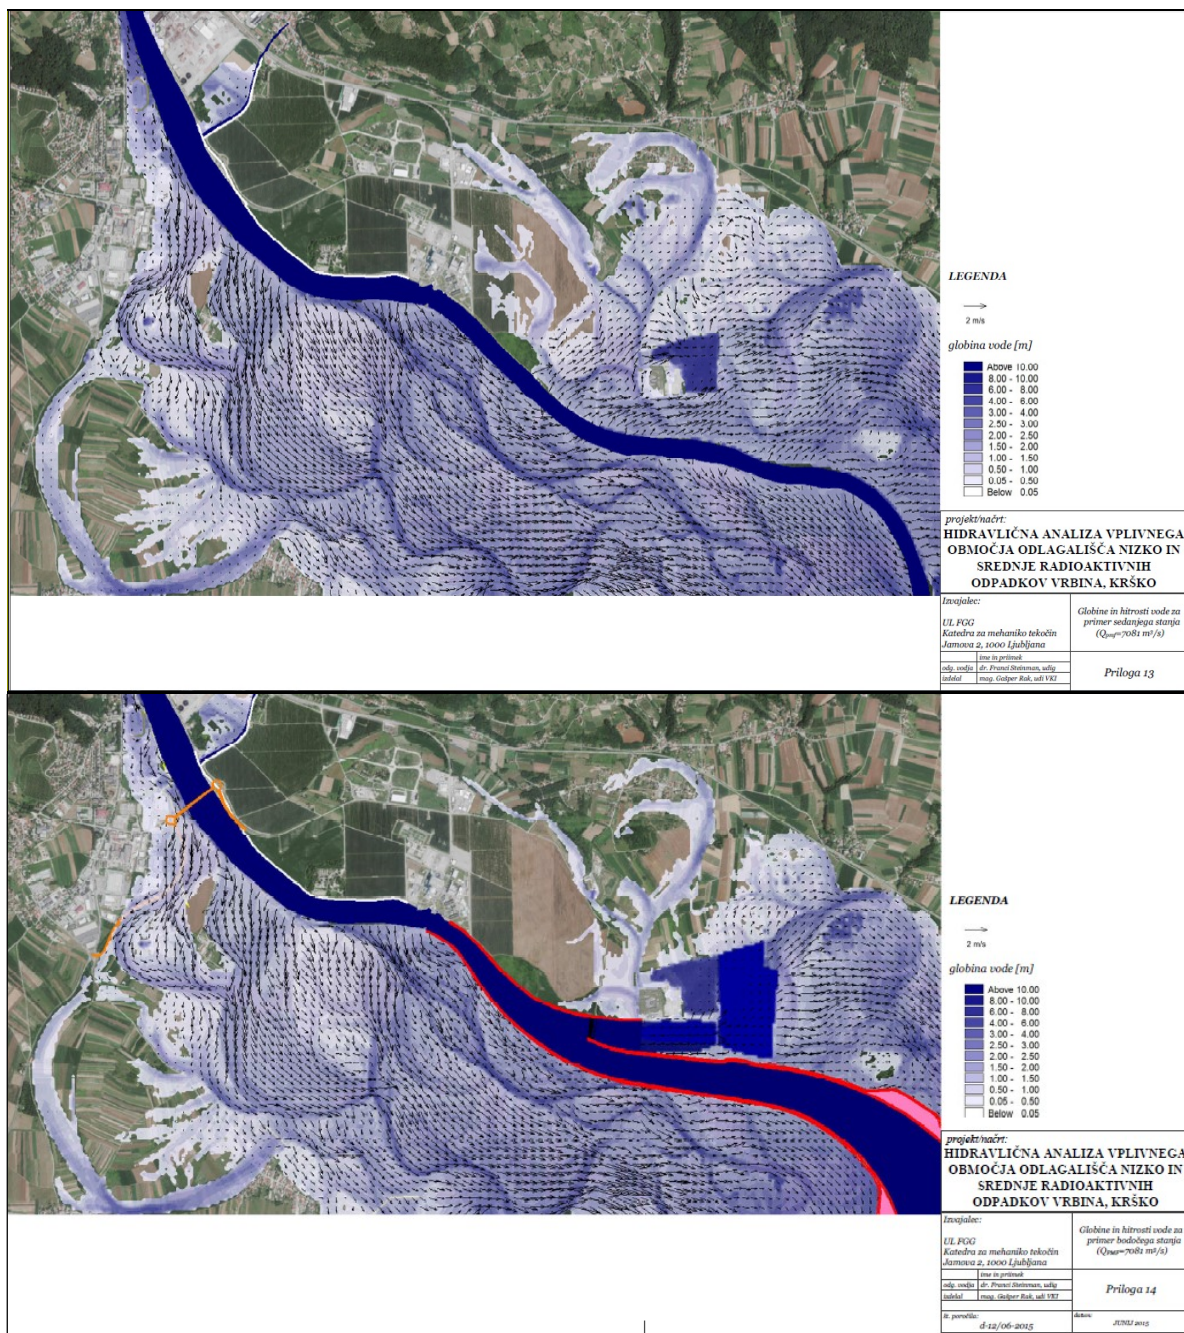 LEGENDA
2 m/s
globina vode [m]
Above 10.00
8.00 - 10.00
6.00 - 8.00
4.00 - 6.00
3.00 - 4.00
2.50 - 3.00
2.00 - 2.50
1.50 - 2.00
1.00 - 1.50
0.50 - 1.00
0.05 - 0.50
Below 0.05
projekt/načrt:
HIDRAVLIČNA ANALIZA VPLIVNEGA
OBMOČJA ODLAGALIŠČA NIZKO IN
SREDNJE RADIOAKTIVNIH
ODPADKOV VRBINA, KRŠKO
Izvajalec:
UL FGG
Katedra za mehaniko tekočin
Jamova 2, 1000 Ljubljana
Globine in hitrosti vode za
primer sedanjega stanja
(Qpmf=7081 m³/s)
ime in priimek
odg. vodja dr. Franci Steinman, udig
izdelal mag. Gašper Rak, udi VKI
Priloga 13
LEGENDA
2 m/s
globina vode [m]
Above 10.00
8.00 - 10.00
6.00 - 8.00
4.00 - 6.00
3.00 - 4.00
2.50 - 3.00
2.00 - 2.50
1.50 - 2.00
1.00 - 1.50
0.50 - 1.00
0.05 - 0.50
Below 0.05
projekt/načrt:
HIDRAVLIČNA ANALIZA VPLIVNEGA
OBMOČJA ODLAGALIŠČA NIZKO IN
SREDNJE RADIOAKTIVNIH
ODPADKOV VRBINA, KRŠKO
Izvajalec:
UL FGG
Katedra za mehaniko tekočin
Jamova 2, 1000 Ljubljana
Globine in hitrosti vode za
primer bodočega stanja
(QPMF=7081 m³/s)
ime in priimek
odg. vodja dr. Franci Steinman, udig
izdelal mag. Gašper Rak, udi VKI
Priloga 14
št. poročila:
d-12/06-2015
datum:
JUNIJ 2015